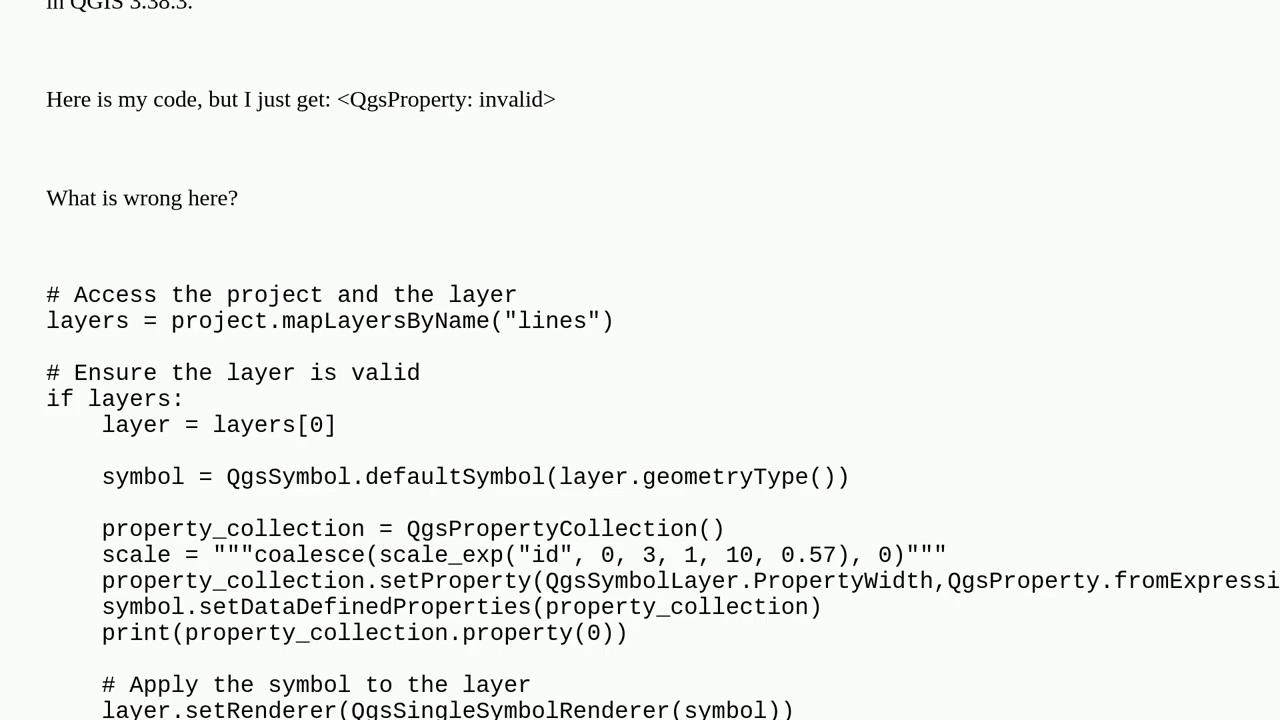 in QGIS 3.38.3.
Here is my code, but I just get: <QgsProperty: invalid>
What is wrong here?
# Access the project and the layer
layers = project.mapLayersByName("lines")
# Ensure the layer is valid
if layers:
    layer = layers[0]
    symbol = QgsSymbol.defaultSymbol(layer.geometryType())
    property_collection = QgsPropertyCollection()
    scale = """coalesce(scale_exp("id", 0, 3, 1, 10, 0.57), 0)"""
    property_collection.setProperty(QgsSymbolLayer.PropertyWidth,QgsProperty.fromExpressi
    symbol.setDataDefinedProperties(property_collection)
    print(property_collection.property(0))
    # Apply the symbol to the layer
    layer.setRenderer(QgsSingleSymbolRenderer(symbol))